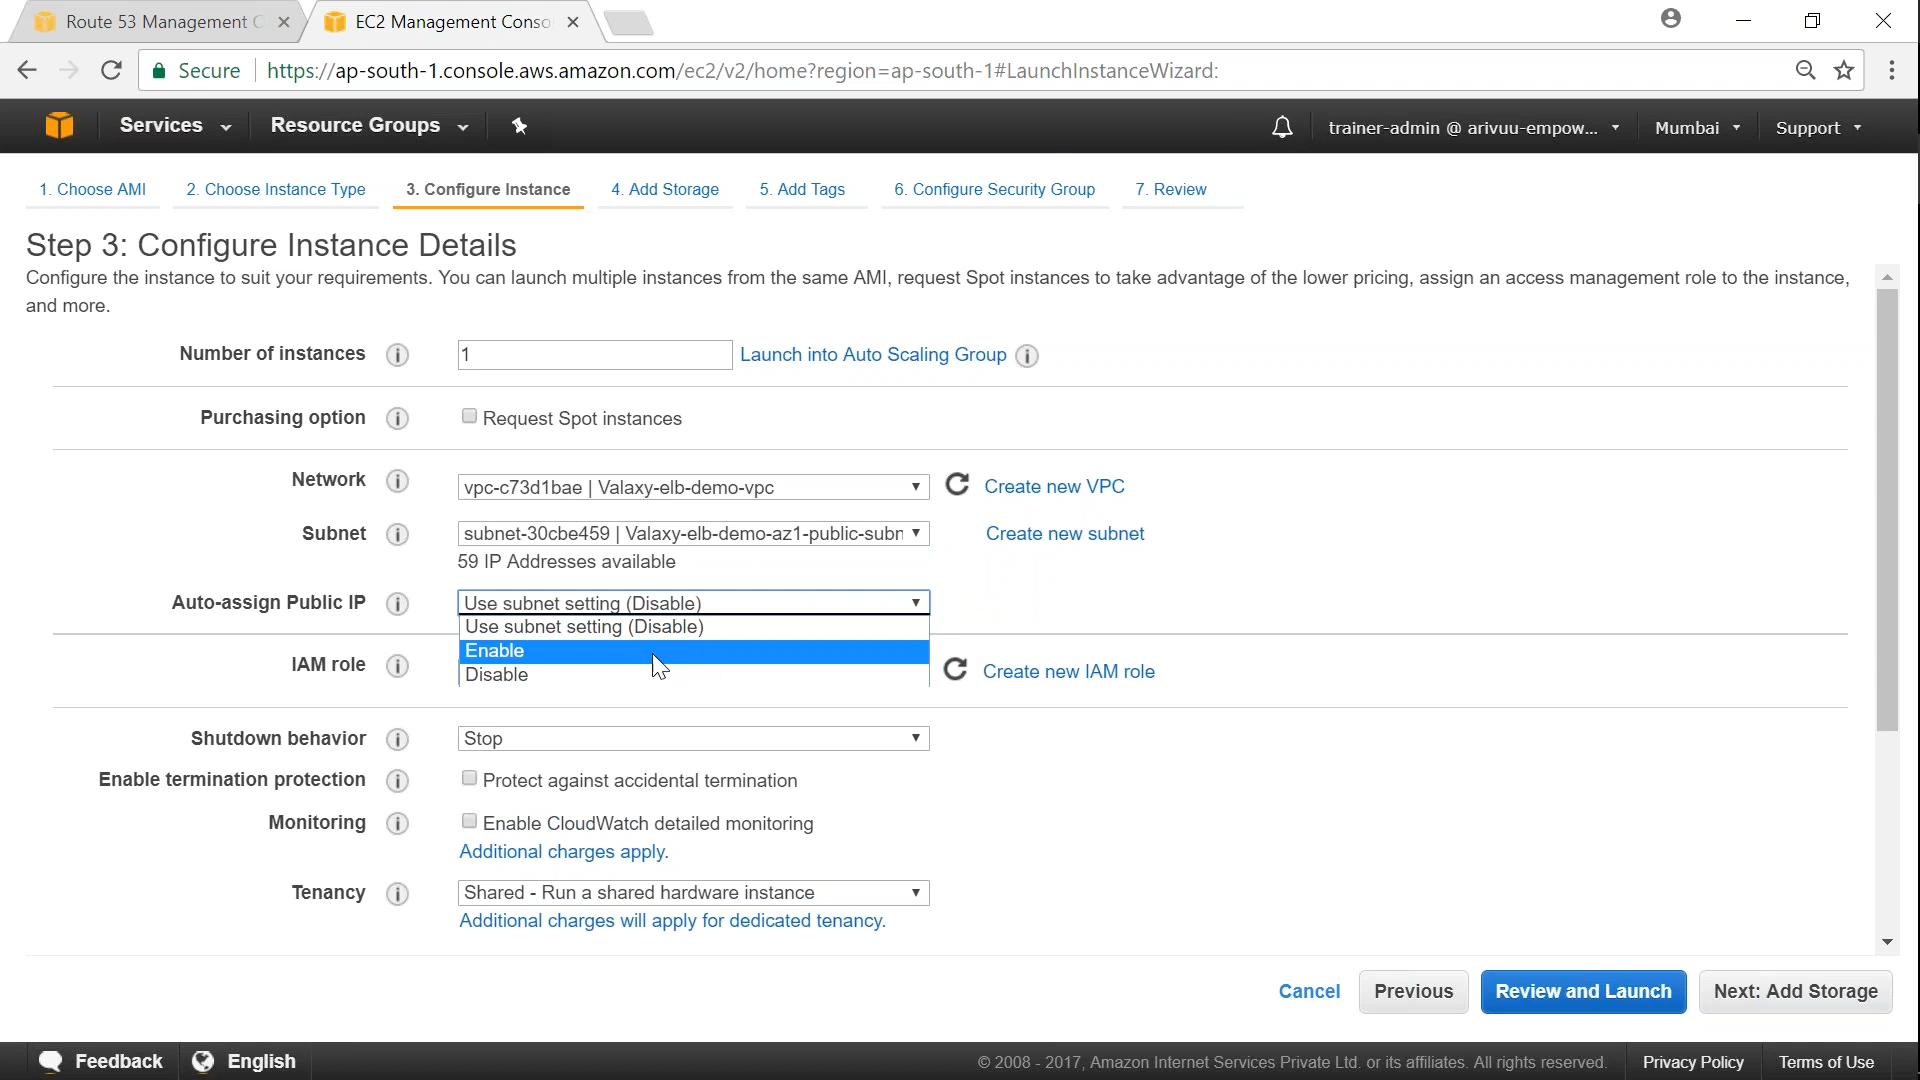 Route 53 Management C
EC2 Management Conso
Secure https://ap-south-1.console.aws.amazon.com/ec2/v2/home?region=ap-south-1#LaunchInstanceWizard:
Services Resource Groups trainer-admin @ arivuu-empow... Mumbai Support
1. Choose AMI 2. Choose Instance Type 3. Configure Instance 4. Add Storage 5. Add Tags 6. Configure Security Group 7. Review
Step 3: Configure Instance Details
Configure the instance to suit your requirements. You can launch multiple instances from the same AMI, request Spot instances to take advantage of the lower pricing, assign an access management role to the instance,
and more.
Number of instances 1 Launch into Auto Scaling Group
Purchasing option Request Spot instances
Network vpc-c73d1bae | Valaxy-elb-demo-vpc Create new VPC
Subnet subnet-30cbe459 | Valaxy-elb-demo-az1-public-subr Create new subnet
59 IP Addresses available
Auto-assign Public IP Use subnet setting (Disable)
Use subnet setting (Disable)
Enable
IAM role Create new IAM role
Disable
Shutdown behavior Stop
Enable termination protection Protect against accidental termination
Monitoring Enable CloudWatch detailed monitoring
Additional charges apply.
Tenancy Shared - Run a shared hardware instance
Additional charges will apply for dedicated tenancy.
Cancel Previous Review and Launch Next: Add Storage
Feedback English © 2008 - 2017, Amazon Internet Services Private Ltd. or its affiliates. All rights reserved. Privacy Policy Terms of Use